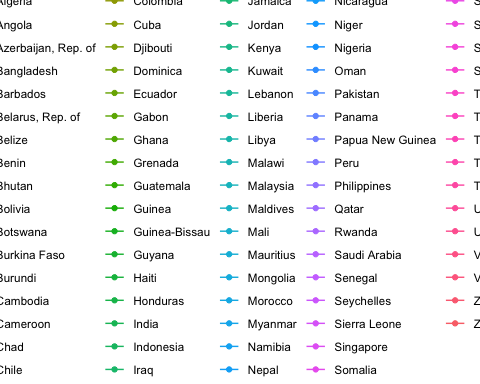 Algeria
Angola
Azerbaijan, Rep. of
Bangladesh
Barbados
Belarus, Rep. of
Belize
Benin
Bhutan
Bolivia
Botswana
Burkina Faso
Burundi
Cambodia
Cameroon
Chad
Chile
Colombia
Cuba
Djibouti
Dominica
Ecuador
Gabon
Ghana
Grenada
Guatemala
Guinea
Guinea-Bissau
Guyana
Haiti
Honduras
India
Indonesia
Iraq
Jamaica
Jordan
Kenya
Kuwait
Lebanon
Liberia
Libya
Malawi
Malaysia
Maldives
Mali
Mauritius
Mongolia
Morocco
Myanmar
Namibia
Nepal
Nicaragua
Niger
Nigeria
Oman
Pakistan
Panama
Papua New Guinea
Peru
Philippines
Qatar
Rwanda
Saudi Arabia
Senegal
Seychelles
Sierra Leone
Singapore
Somalia